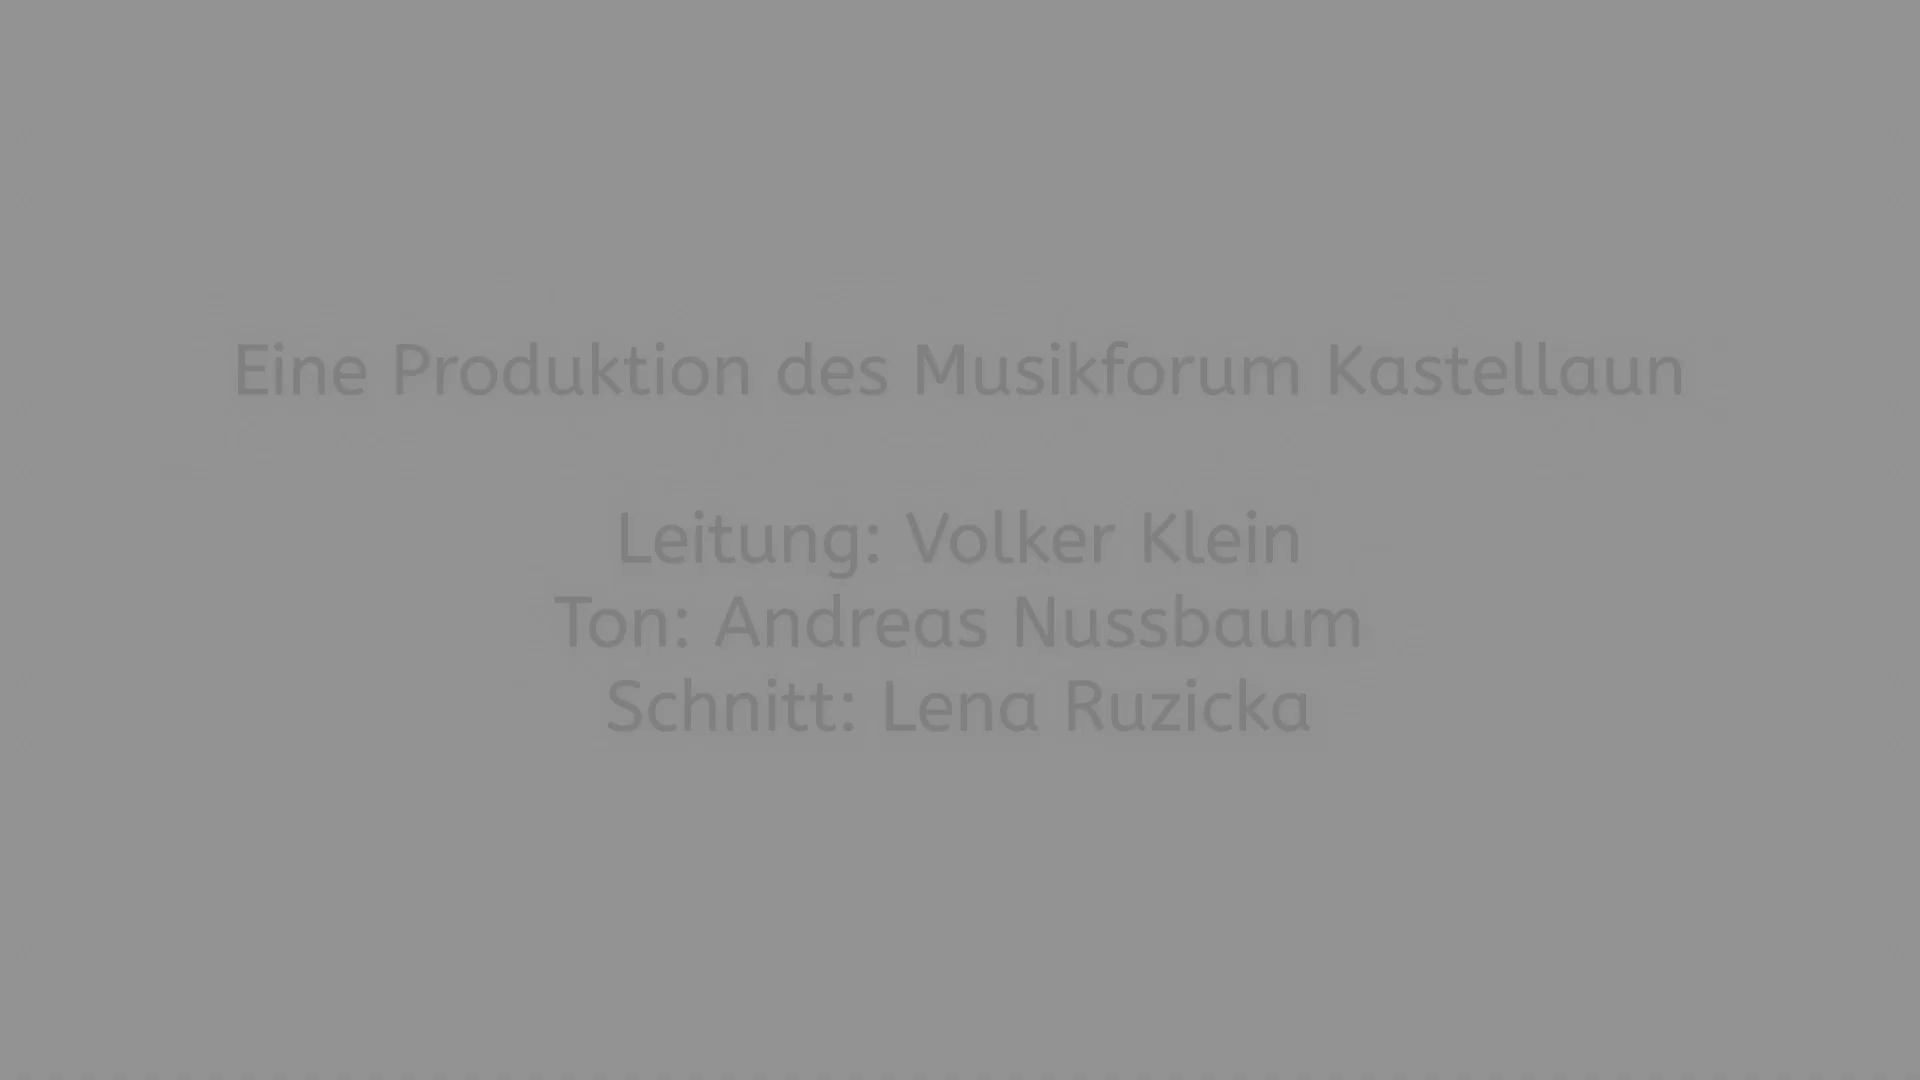 Eine Produktion des Musikforum Kastellaun
Leitung: Volker Klein
Ton: Andreas Nussbaum
Schnitt: Lena Ruzicka